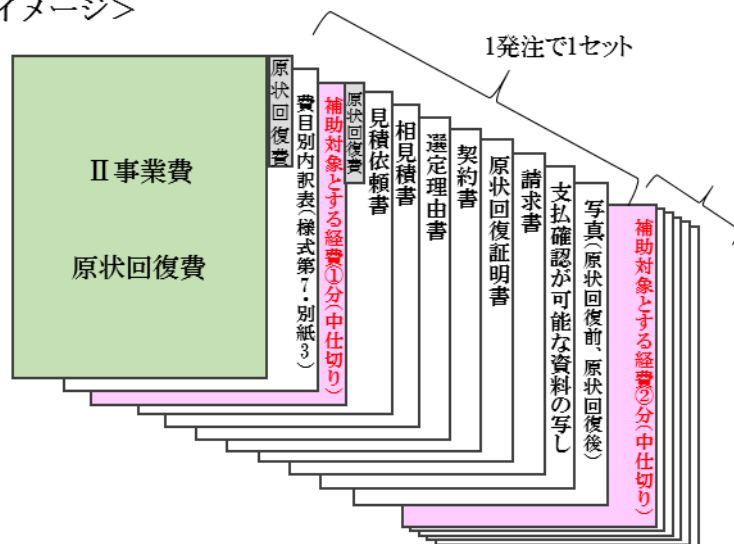 イメージ＞
1発注で1セット
Ⅱ事業費
原状回復費
原状回復費
費目別内訳表（様式第7・別紙3）
補助対象とする経費①分（中仕切り）
原状回復費
見積依頼書
相見積書
選定理由書
契約書
原状回復証明書
請求書
支払確認が可能な資料の写し
写真（原状回復前、原状回復後）
補助対象とする経費②分（中仕切り）